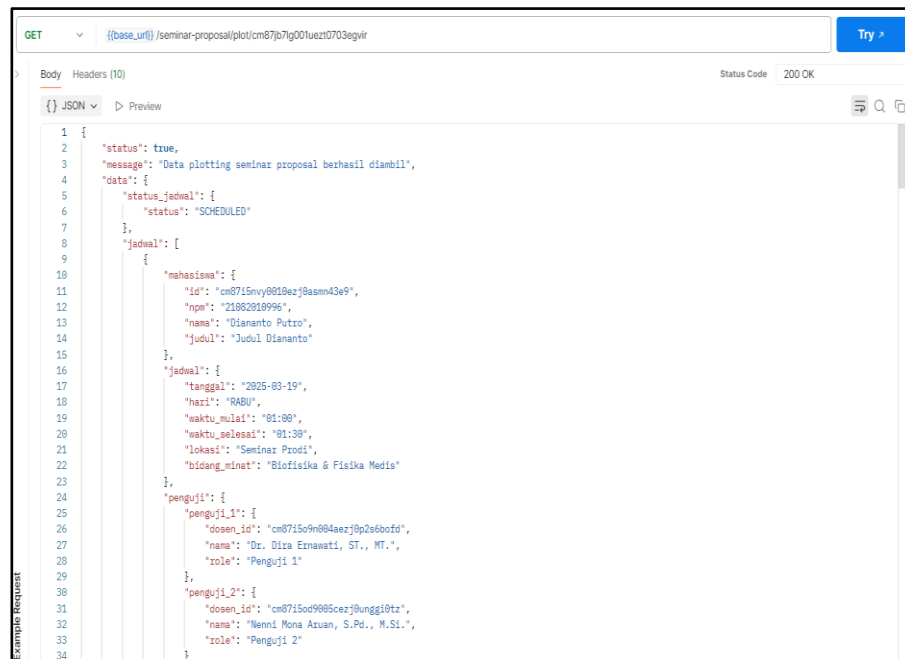 GET {{base_url}} /seminar-proposal/plot/cm87jb7lg001uezt0703egvir Try ↗
Body Headers (10) Status Code 200 OK
{} JSON Preview
1 {
2 "status": true,
3 "message": "Data plotting seminar proposal berhasil diambil",
4 "data": {
5 "status_jadwal": {
6 "status": "SCHEDULED"
7 },
8 "jadwal": [
9 {
10 "mahasiswa": {
11 "id": "cm87i5nvy0010ezj0asmn43e9",
12 "npm": "21082010996",
13 "nama": "Diananto Putro",
14 "judul": "Judul Diananto"
15 },
16 "jadwal": {
17 "tanggal": "2025-03-19",
18 "hari": "RABU",
19 "waktu_mulai": "01:00",
20 "waktu_selesai": "01:30",
21 "lokasi": "Seminar Prodi",
22 "bidang_minat": "Biofisika & Fisika Medis"
23 },
24 "penguji": {
25 "penguji_1": {
26 "dosen_id": "cm87i5o9n004aezj0p2s6bofd",
27 "nama": "Dr. Dira Ernawati, ST., MT.",
28 "role": "Penguji 1"
29 },
30 "penguji_2": {
31 "dosen_id": "cm87i5od9005cezj0unggi0tz",
32 "nama": "Nenni Mona Aruan, S.Pd., M.Si.",
33 "role": "Penguji 2"
34 }
Example Request